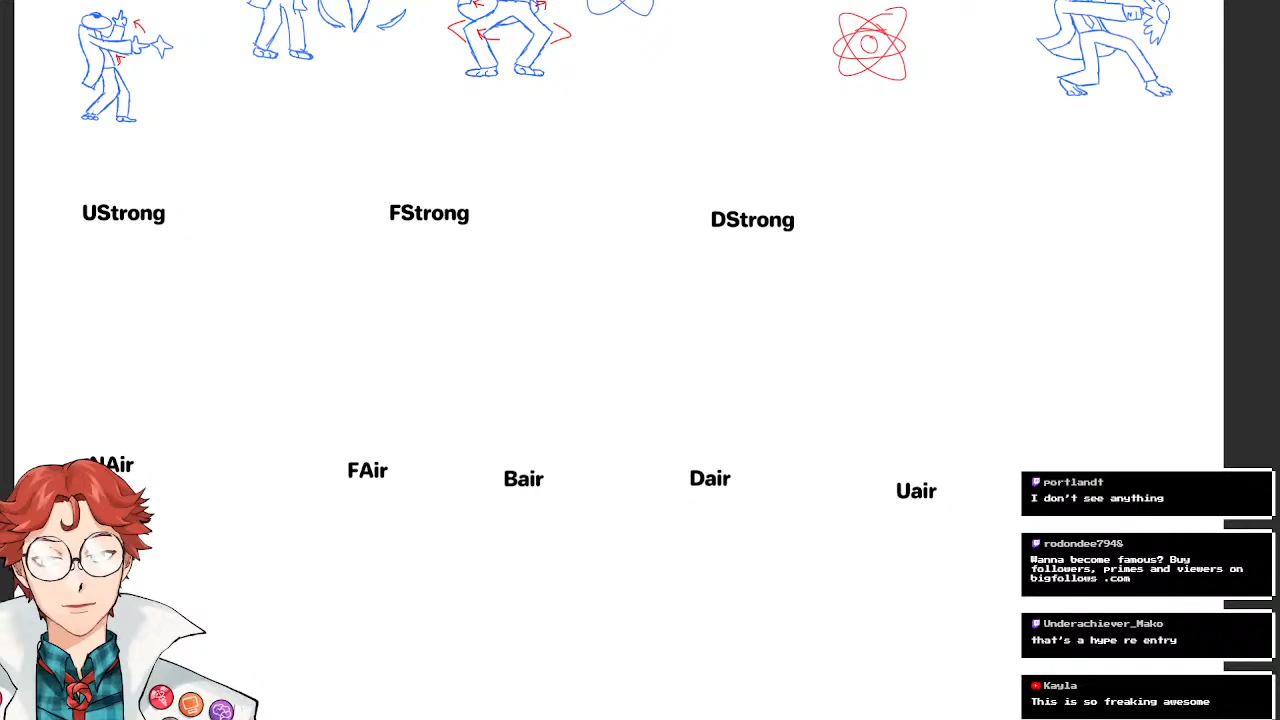 UStrong
FStrong
DStrong
NAir
FAir
Bair
Dair
Uair
portlandt
I don't see anything
rodondee7948
Wanna become famous? Buy
followers, primes and viewers on
bigfollows .com
Underachiever_Mako
that's a hype re entry
Kayla
This is so freaking awesome